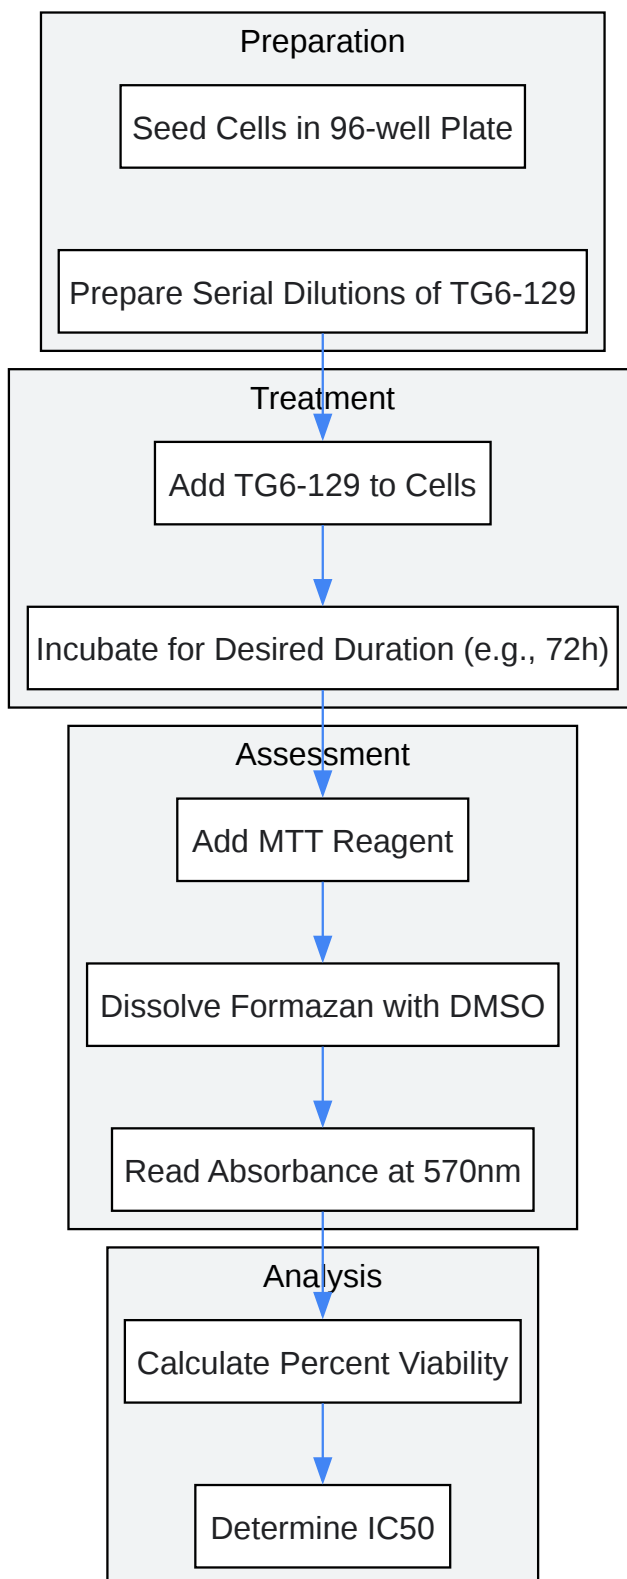 Preparation
Seed Cells in 96-well Plate
Prepare Serial Dilutions of TG6-129
Treatment
Add TG6-129 to Cells
Incubate for Desired Duration (e.g., 72h)
Assessment
Add MTT Reagent
Dissolve Formazan with DMSO
Read Absorbance at 570nm
Analysis
Calculate Percent Viability
Determine IC50